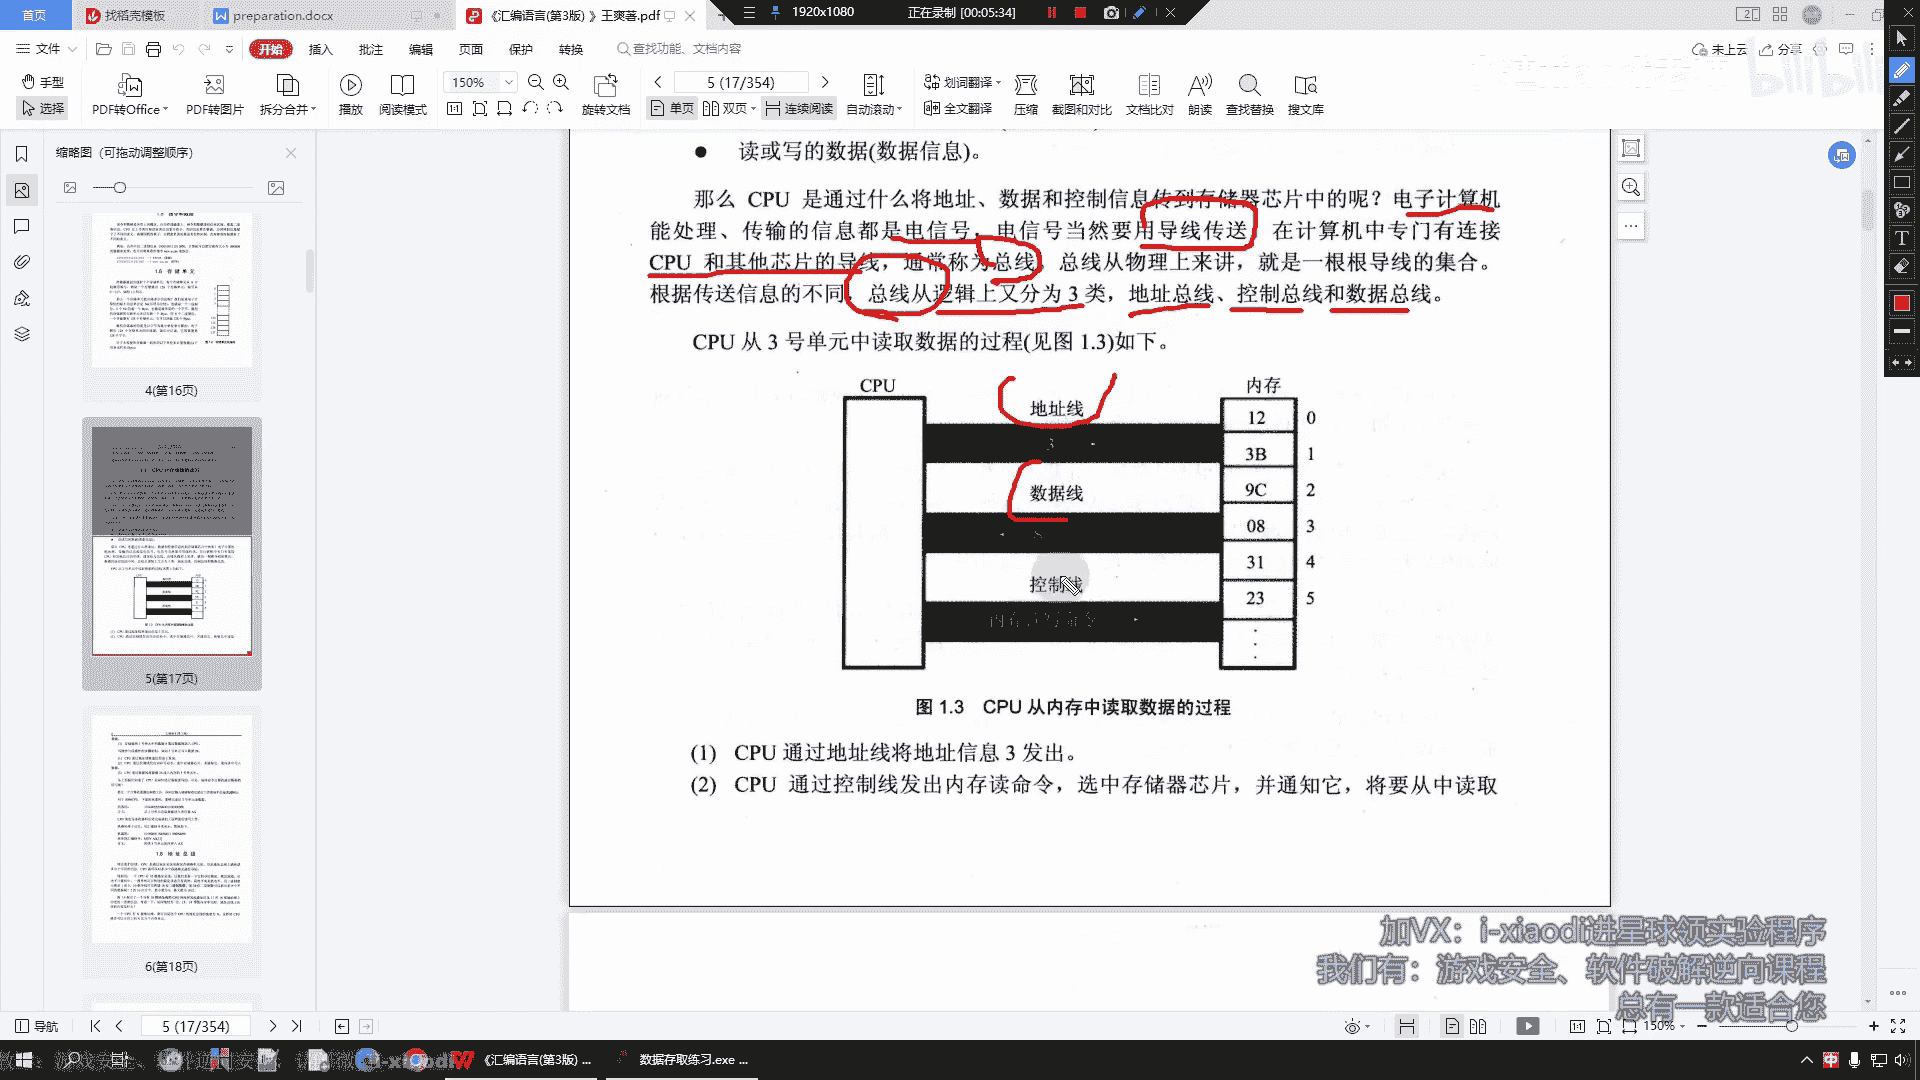 首页
找稻壳模板
preparation.docx
《汇编语言(第3版) 》王爽著.pdf
1920x1080
正在录制 [00:05:34]
文件
开始
插入
批注
编辑
页面
保护
转换
查找功能、文档内容
未上云
分享
手型
选择
PDF转Office
PDF转图片
拆分合并
播放
阅读模式
150%
旋转文档
5 (17/354)
单页
双页
连续阅读
自动滚动
划词翻译
全文翻译
压缩
截图和对比
文档比对
朗读
查找替换
搜文库
缩略图（可拖动调整顺序）
4(第16页)
5(第17页)
6(第18页)
● 读或写的数据(数据信息)。
那么 CPU 是通过什么将地址、数据和控制信息传到存储器芯片中的呢？电子计算机
能处理、传输的信息都是电信号，电信号当然要用导线传送 在计算机中专门有连接
CPU 和其他芯片的导线，通常称为总线 总线从物理上来讲，就是一根根导线的集合。
根据传送信息的不同，总线从逻辑上又分为 3 类，地址总线、控制总线和数据总线。
CPU 从 3 号单元中读取数据的过程(见图 1.3)如下。
CPU
地址线
内存
12 0
3
3B 1
数据线
9C 2
08 3
8
31 4
控制线
23 5
图 1.3 CPU 从内存中读取数据的过程
(1) CPU 通过地址线将地址信息 3 发出。
(2) CPU 通过控制线发出内存读命令，选中存储器芯片，并通知它，将要从中读取
加VX：i-xiaodi进星球领实验程序
我们有：游戏安全、软件破解逆向课程
总有一款适合您
导航
5 (17/354)
150%
《汇编语言(第3版) ...
数据存取练习.exe ...
bilibili